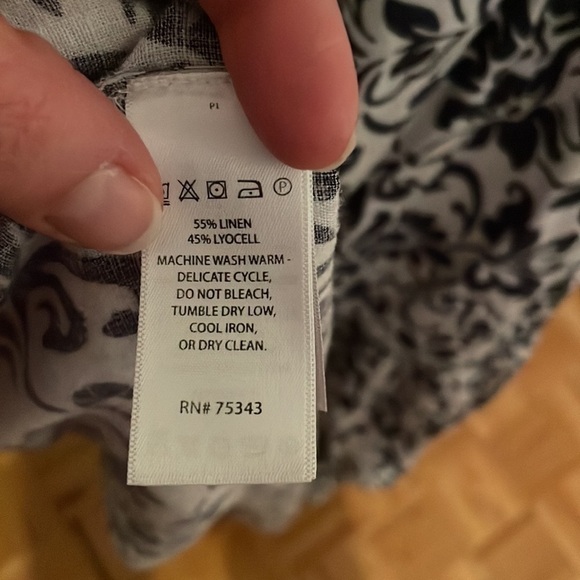 P1
P
55% LINEN
45% LYOCELL
MACHINE WASH WARM -
DELICATE CYCLE,
DO NOT BLEACH,
TUMBLE DRY LOW,
COOL IRON,
OR DRY CLEAN.
RN# 75343